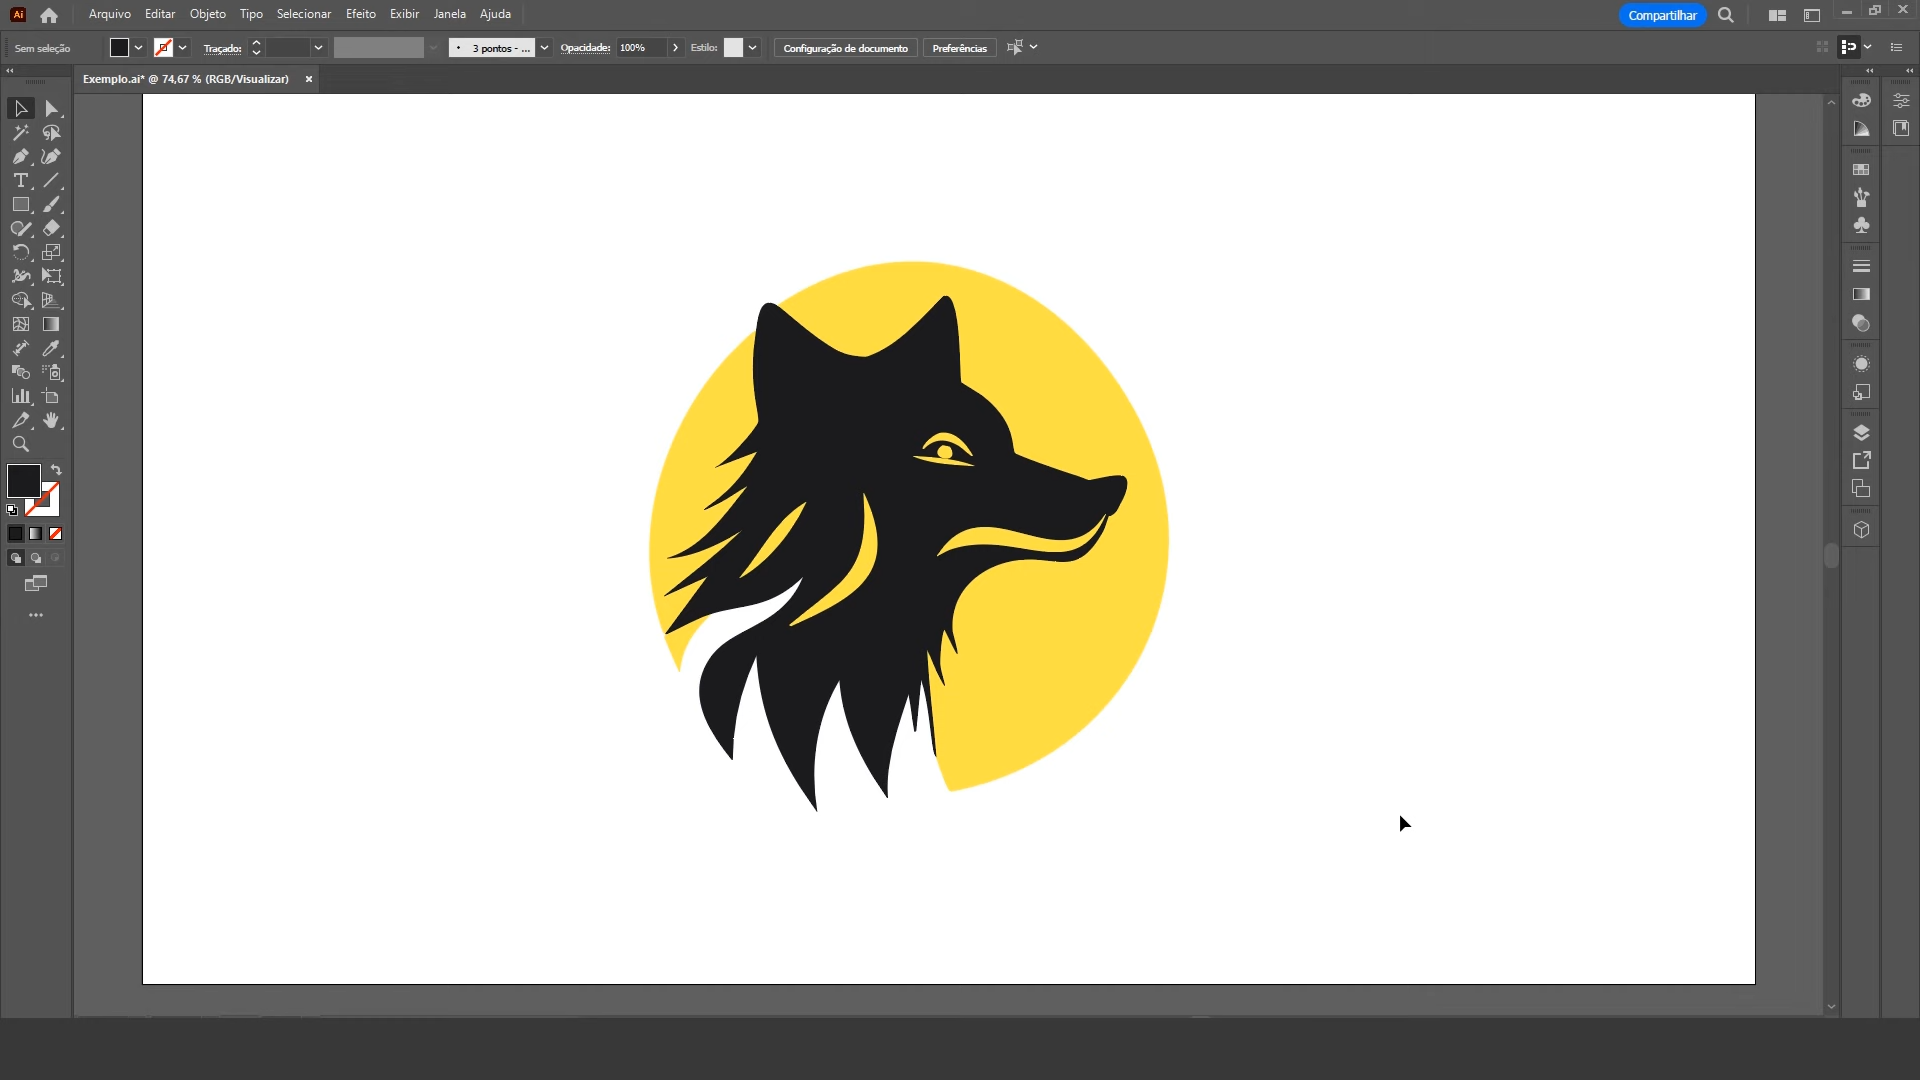 Ai Arquivo Editar Objeto Tipo Selecionar Efeito Exibir Janela Ajuda Compartilhar
Sem seleção Traçado: 3 pontos - ... Opacidade: 100% Estilo: Configuração de documento Preferências
Exemplo.ai* @ 74,67 % (RGB/Visualizar) ×